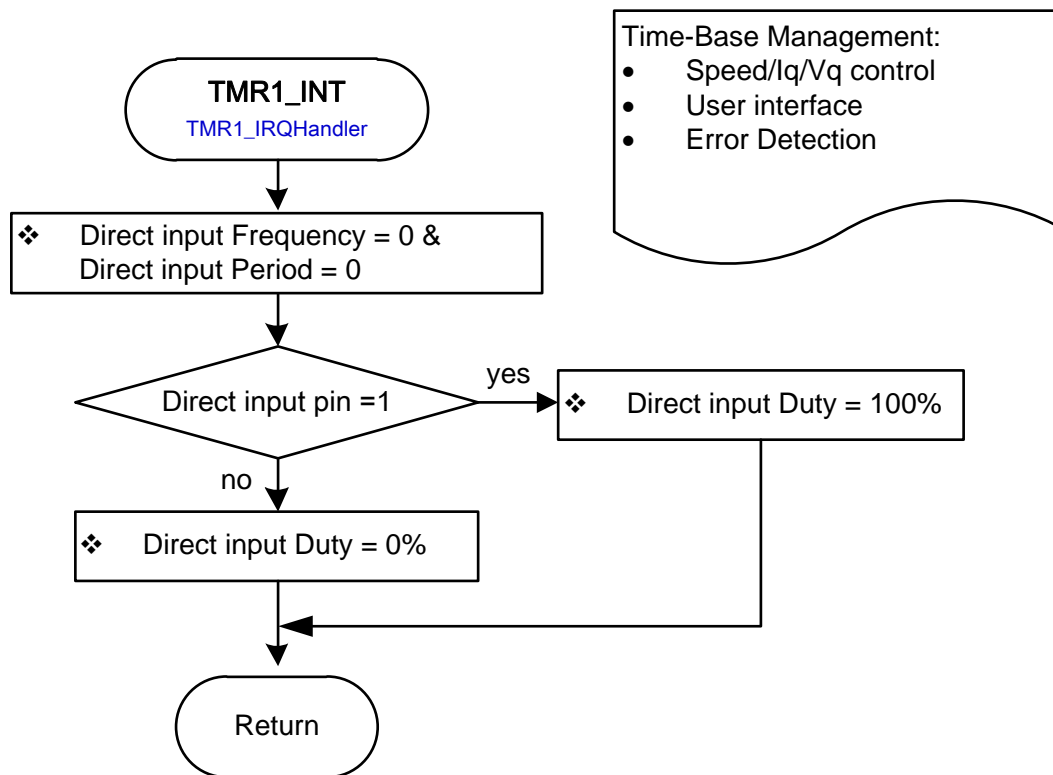 TMR1_INT
TMR1_IRQHandler
Time-Base Management:
• Speed/Iq/Vq control
• User interface
• Error Detection
❖ Direct input Frequency = 0 &
Direct input Period = 0
Direct input pin =1
yes
❖ Direct input Duty = 100%
no
❖ Direct input Duty = 0%
Return